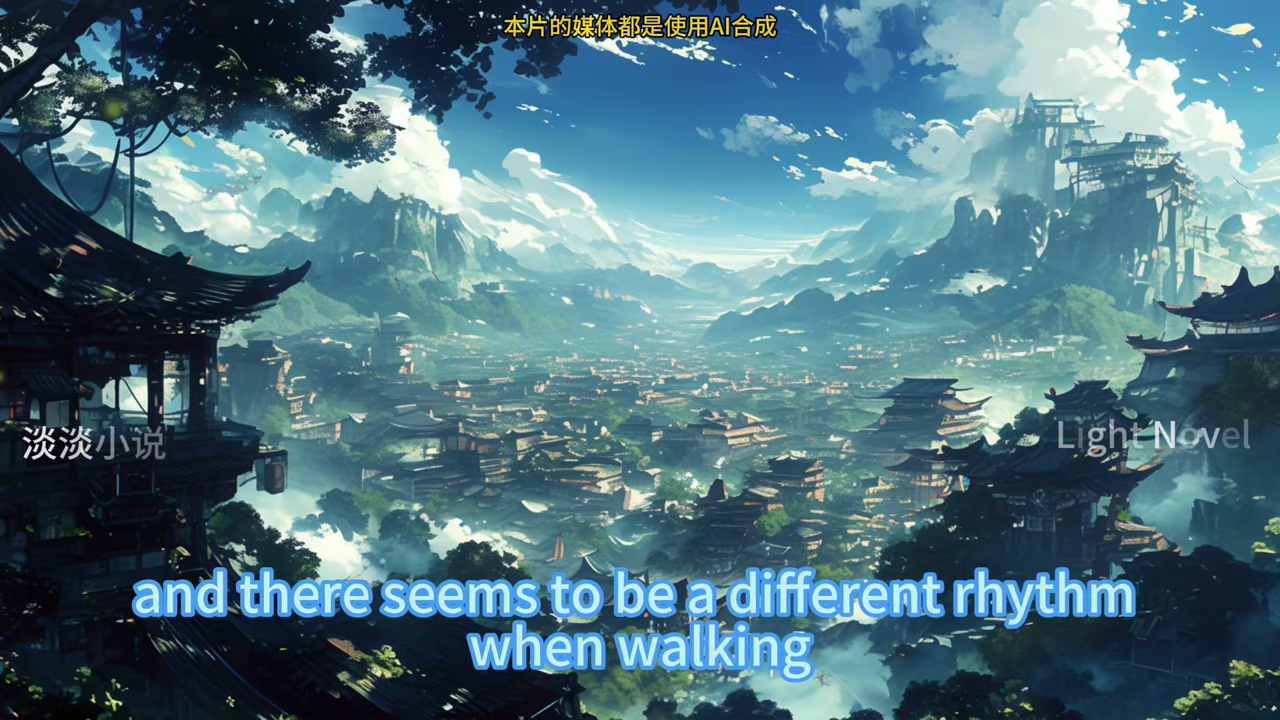 本片的媒体都是使用AI合成
淡淡小说
Light Novel
and there seems to be a different rhythm
when walking